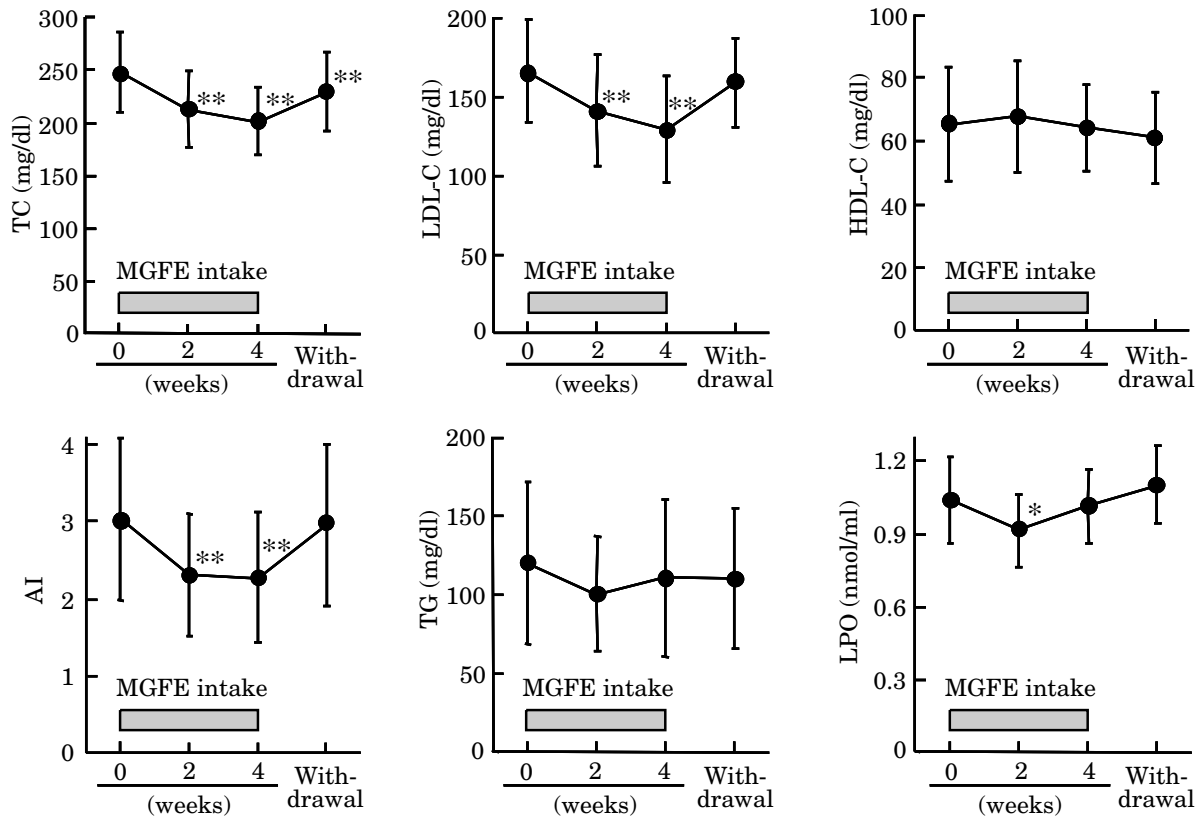 TC (mg/dl)
300
250
200
150
100
50
0
**
**
**
MGFE intake
0
2
4
With-
drawal
(weeks)
LDL-C (mg/dl)
200
150
100
50
0
**
**
MGFE intake
0
2
4
With-
drawal
(weeks)
HDL-C (mg/dl)
100
80
60
40
20
0
MGFE intake
0
2
4
With-
drawal
(weeks)
AI
4
3
2
1
0
**
**
MGFE intake
0
2
4
With-
drawal
(weeks)
TG (mg/dl)
200
150
100
50
0
MGFE intake
0
2
4
With-
drawal
(weeks)
LPO (nmol/ml)
1.2
0.9
0.6
0.3
0
*
MGFE intake
0
2
4
With-
drawal
(weeks)